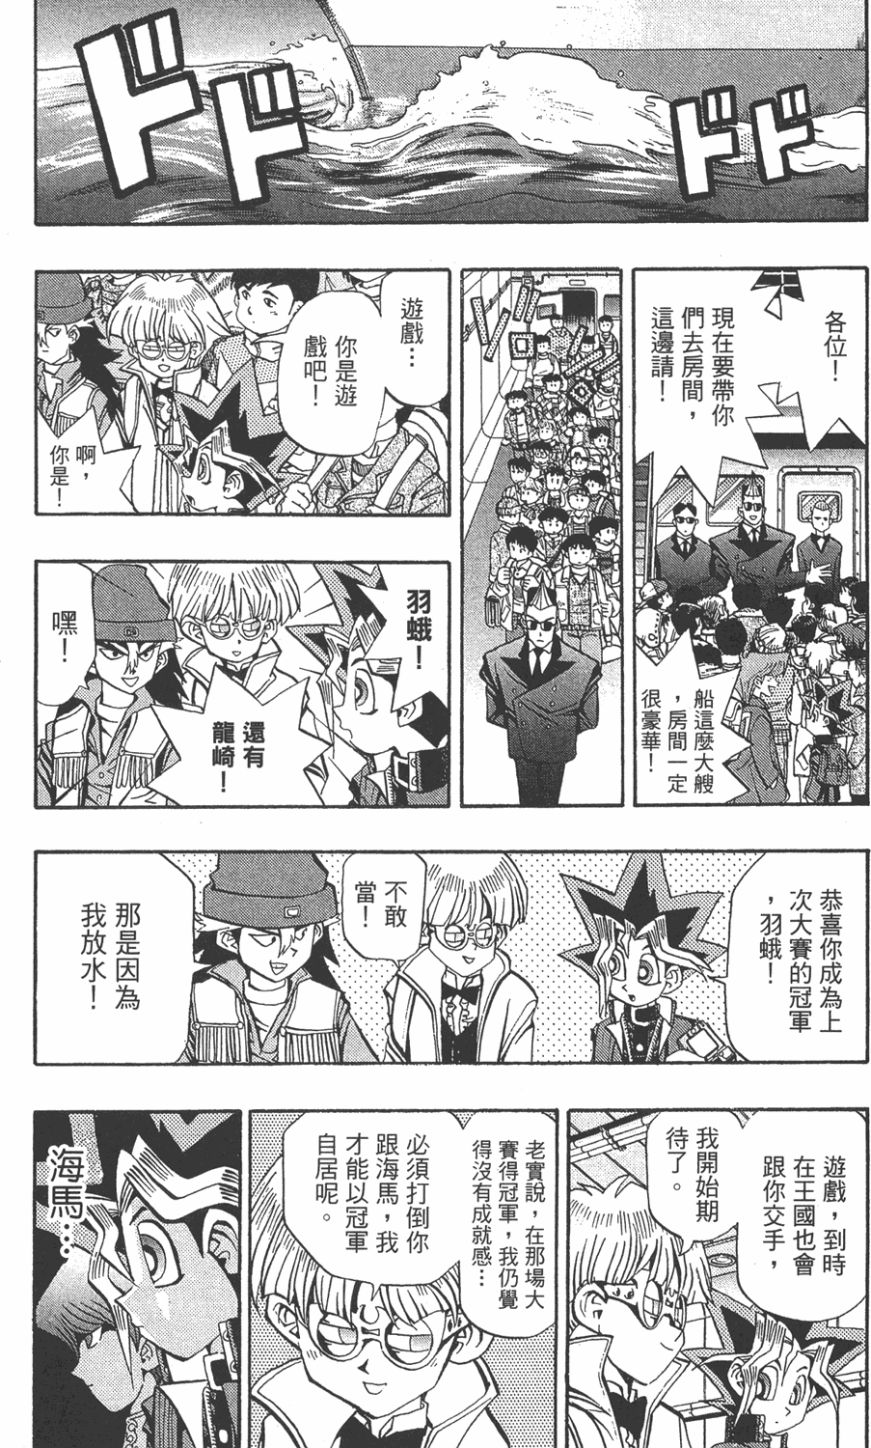 ドド
ドド
各位！
現在要帶你
們去房間，
這邊請！
船這麼大艘
，房間一定
很豪華！
遊戲…
你是遊
戲吧！
啊，
你是！
羽蛾！
還有
龍崎！
嘿！
恭喜你成為上
次大賽的冠軍
，羽蛾！
不敢
當！
那是因為
我放水！
遊戲，到時
在王國也會
跟你交手，
我開始期
待了。
老實說，在那場大
賽得冠軍，我仍覺
得沒有成就感…
必須打倒你
跟海馬，我
才能以冠軍
自居呢。
海馬…